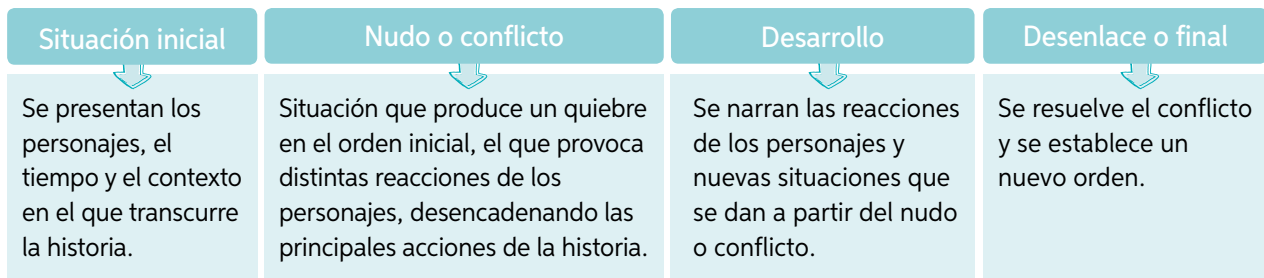 Situación inicial
Se presentan los
personajes, el
tiempo y el contexto
en el que transcurre
la historia.
Nudo o conflicto
Situación que produce un quiebre
en el orden inicial, el que provoca
distintas reacciones de los
personajes, desencadenando las
principales acciones de la historia.
Desarrollo
Se narran las reacciones
de los personajes y
nuevas situaciones que
se dan a partir del nudo
o conflicto.
Desenlace o final
Se resuelve el conflicto
y se establece un
nuevo orden.